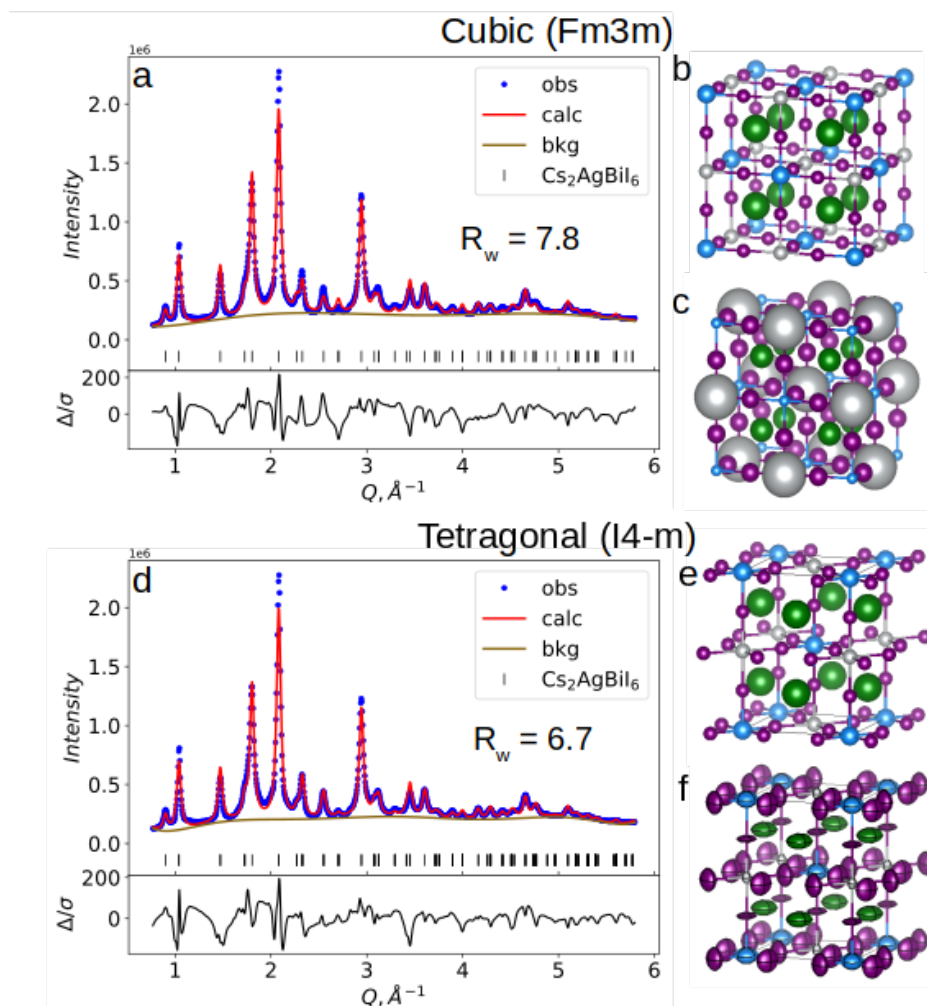 Cubic (Fm3m)
1e6
a
obs
calc
bkg
Cs₂AgBiI₆
R_w = 7.8
Intensity
2.0
1.5
1.0
0.5
0.0
Δ/σ
200
0
1 2 3 4 5 6
Q, Å⁻¹
b
c
Tetragonal (I4-m)
1e6
d
obs
calc
bkg
Cs₂AgBiI₆
R_w = 6.7
Intensity
2.0
1.5
1.0
0.5
0.0
Δ/σ
200
0
1 2 3 4 5 6
Q, Å⁻¹
e
f